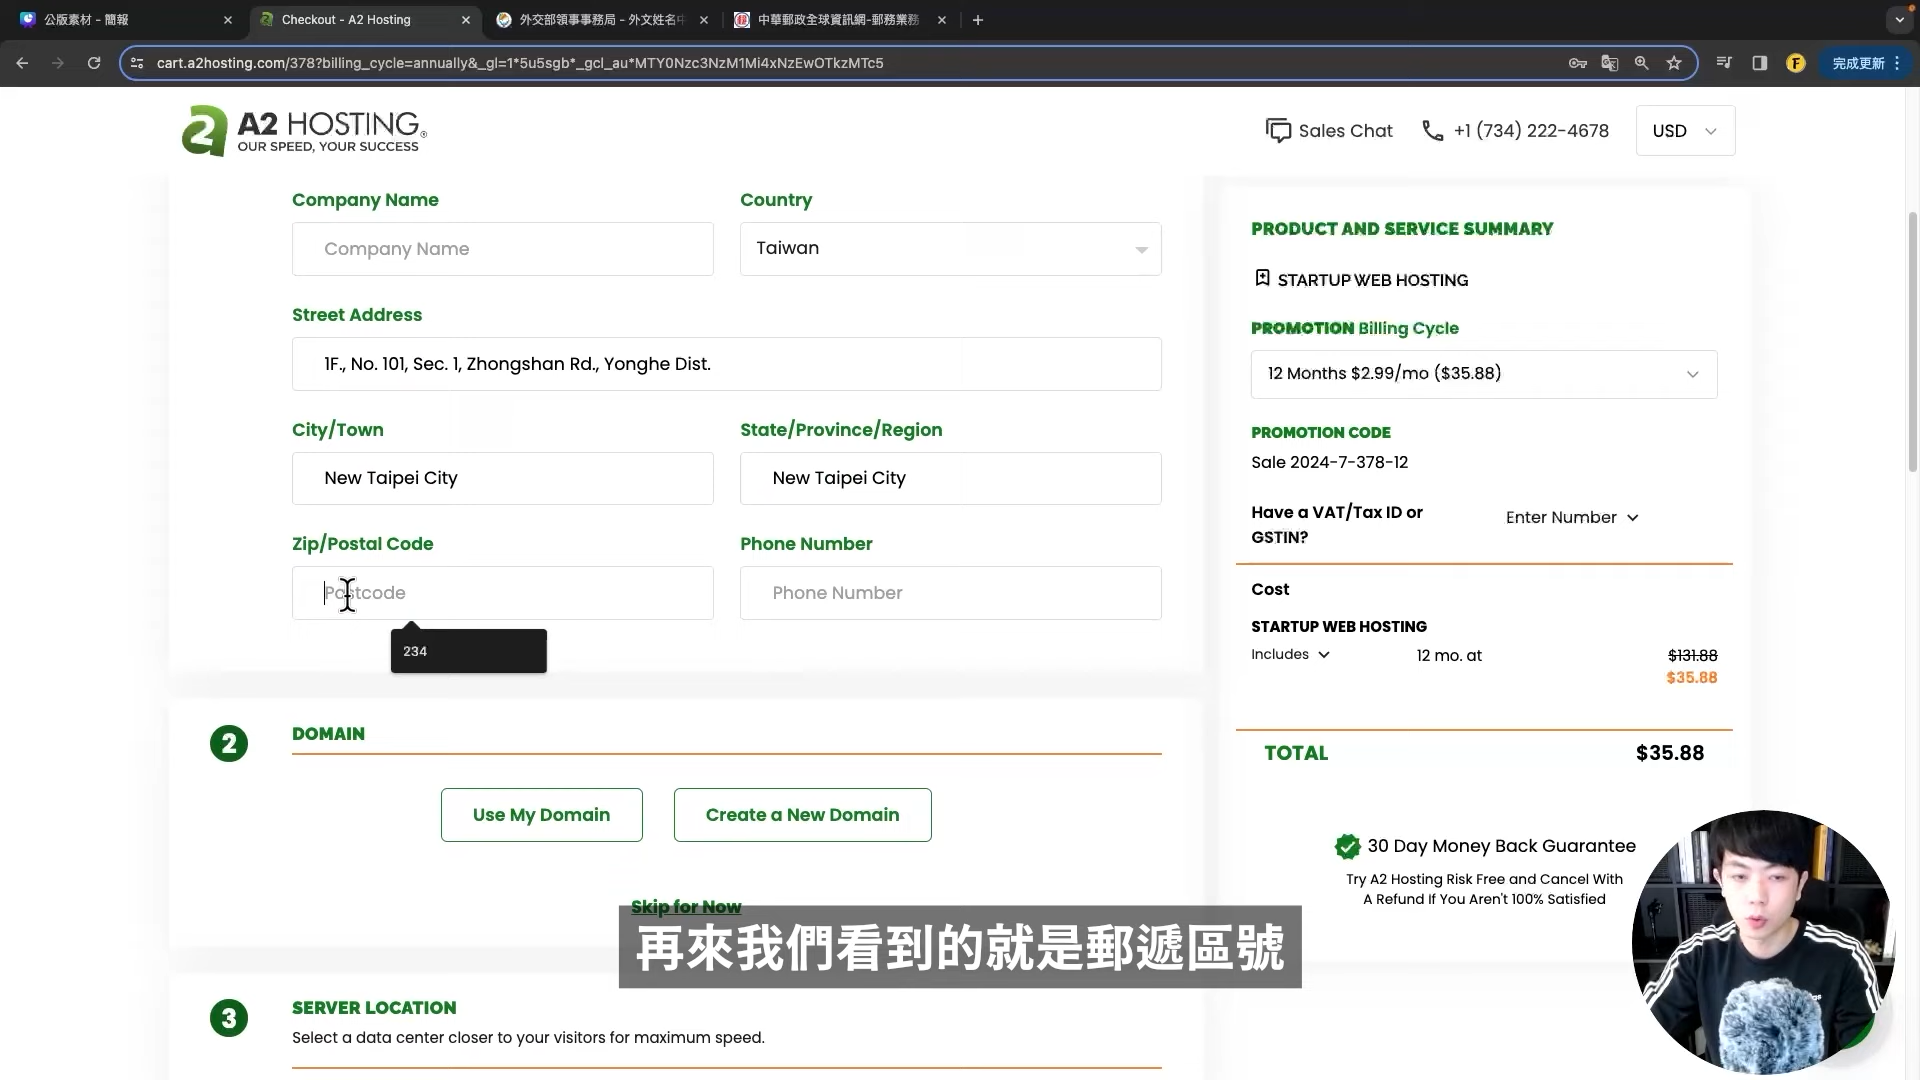 公版素材 - 簡報
Checkout - A2 Hosting
外交部領事事務局 - 外文姓名中
中華郵政全球資訊網-郵務業務
cart.a2hosting.com/378?billing_cycle=annually&_gl=1*5u5sgb*_gcl_au*MTY0Nzc3NzM1Mi4xNzEwOTkzMTc5
完成更新
A2 HOSTING®
OUR SPEED, YOUR SUCCESS
Sales Chat
+1 (734) 222-4678
USD
Company Name
Country
Company Name
Taiwan
Street Address
1F., No. 101, Sec. 1, Zhongshan Rd., Yonghe Dist.
City/Town
State/Province/Region
New Taipei City
New Taipei City
Zip/Postal Code
Phone Number
Postcode
Phone Number
234
2
DOMAIN
Use My Domain
Create a New Domain
Skip for Now
3
SERVER LOCATION
Select a data center closer to your visitors for maximum speed.
PRODUCT AND SERVICE SUMMARY
STARTUP WEB HOSTING
PROMOTION Billing Cycle
12 Months $2.99/mo ($35.88)
PROMOTION CODE
Sale 2024-7-378-12
Have a VAT/Tax ID or
GSTIN?
Enter Number
Cost
STARTUP WEB HOSTING
Includes
12 mo. at
$131.88
$35.88
TOTAL
$35.88
30 Day Money Back Guarantee
Try A2 Hosting Risk Free and Cancel With
A Refund If You Aren't 100% Satisfied
再來我們看到的就是郵遞區號